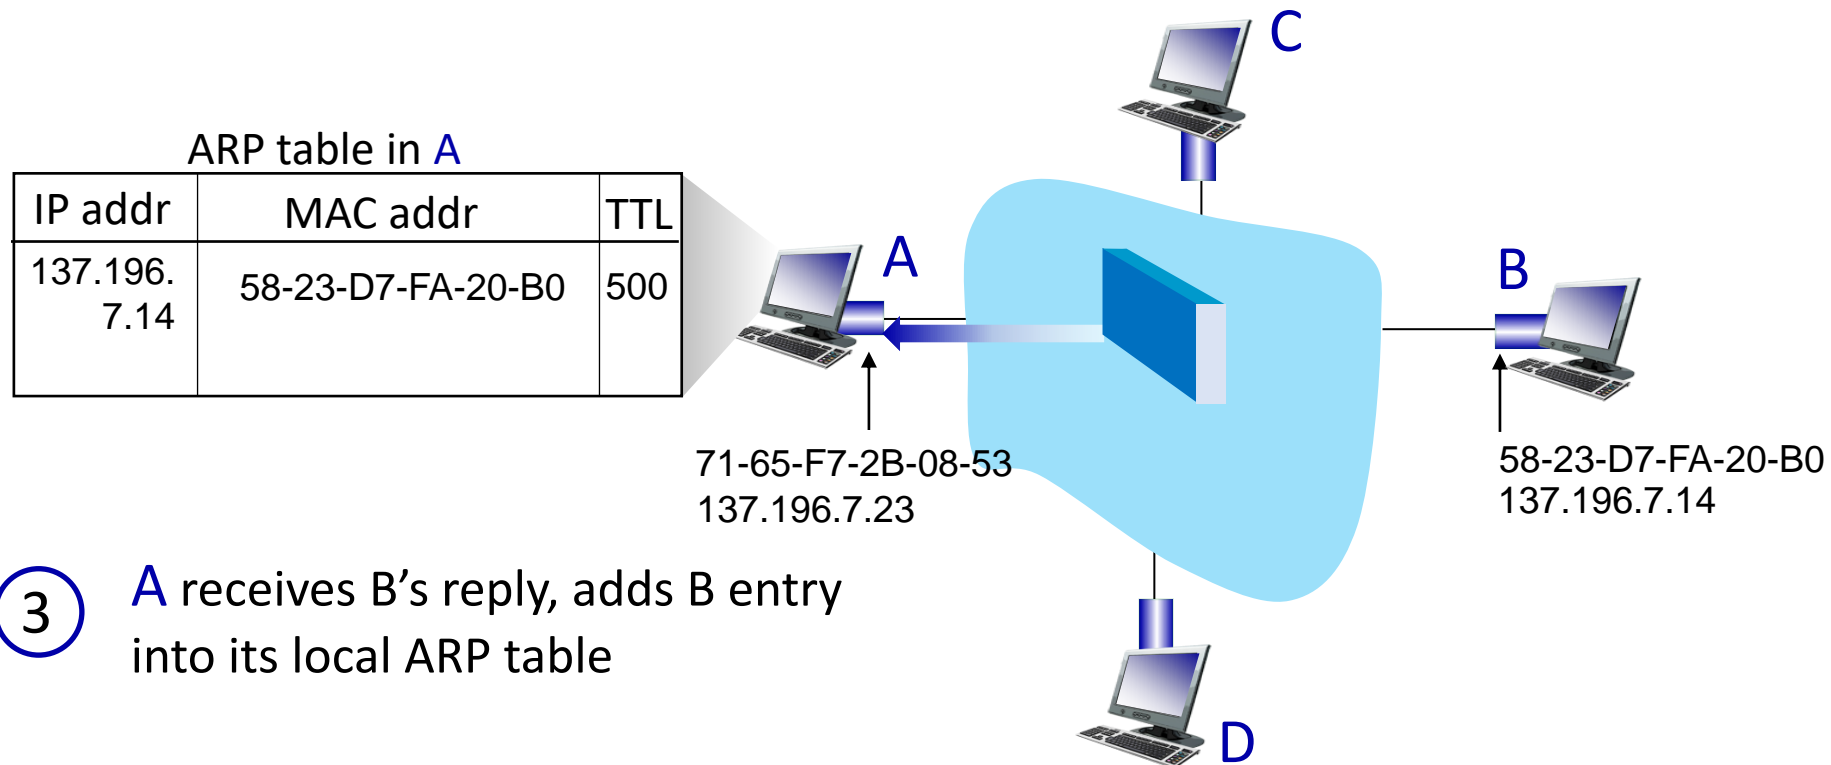 C
ARP table in A
IP addr MAC addr TTL
137.196.
7.14
58-23-D7-FA-20-B0
500
A
B
71-65-F7-2B-08-53
137.196.7.23
58-23-D7-FA-20-B0
137.196.7.14
3
A receives B’s reply, adds B entry
into its local ARP table
D